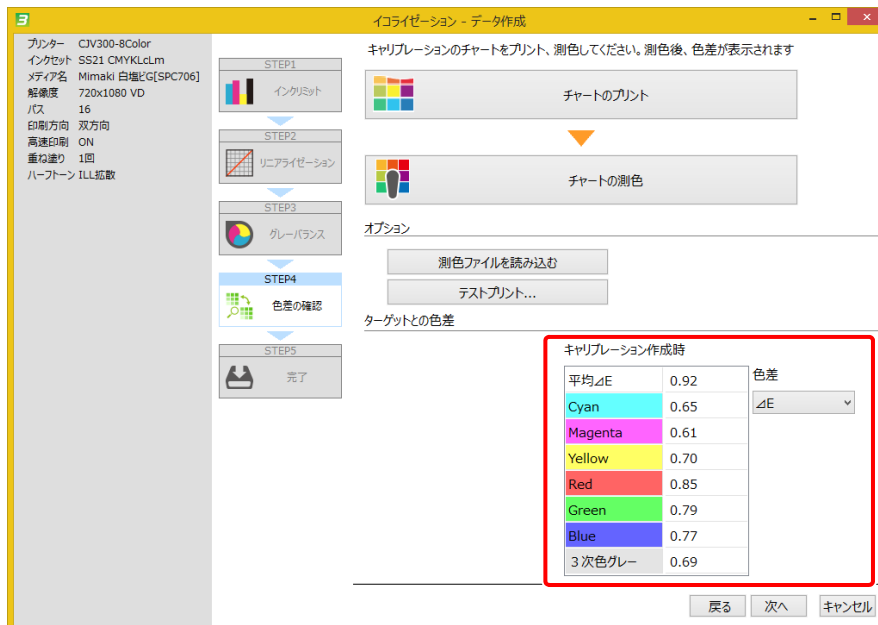 イコライゼーション - データ作成
プリンター CJV300-8Color
インクセット SS21 CMYKLcLm
メディア名 Mimaki 白塩ビG[SPC706]
解像度 720x1080 VD
パス 16
印刷方向 双方向
高速印刷 ON
重ね塗り 1回
ハーフトーン ILL拡散
STEP1
インクリミット
STEP2
リニアライゼーション
STEP3
グレーバランス
STEP4
色差の確認
STEP5
完了
キャリブレーションのチャートをプリント、測色してください。測色後、色差が表示されます
チャートのプリント
チャートの測色
オプション
測色ファイルを読み込む
テストプリント...
ターゲットとの色差
キャリブレーション作成時
平均⊿E 0.92
Cyan 0.65
Magenta 0.61
Yellow 0.70
Red 0.85
Green 0.79
Blue 0.77
3次色グレー 0.69
色差
⊿E
戻る 次へ キャンセル